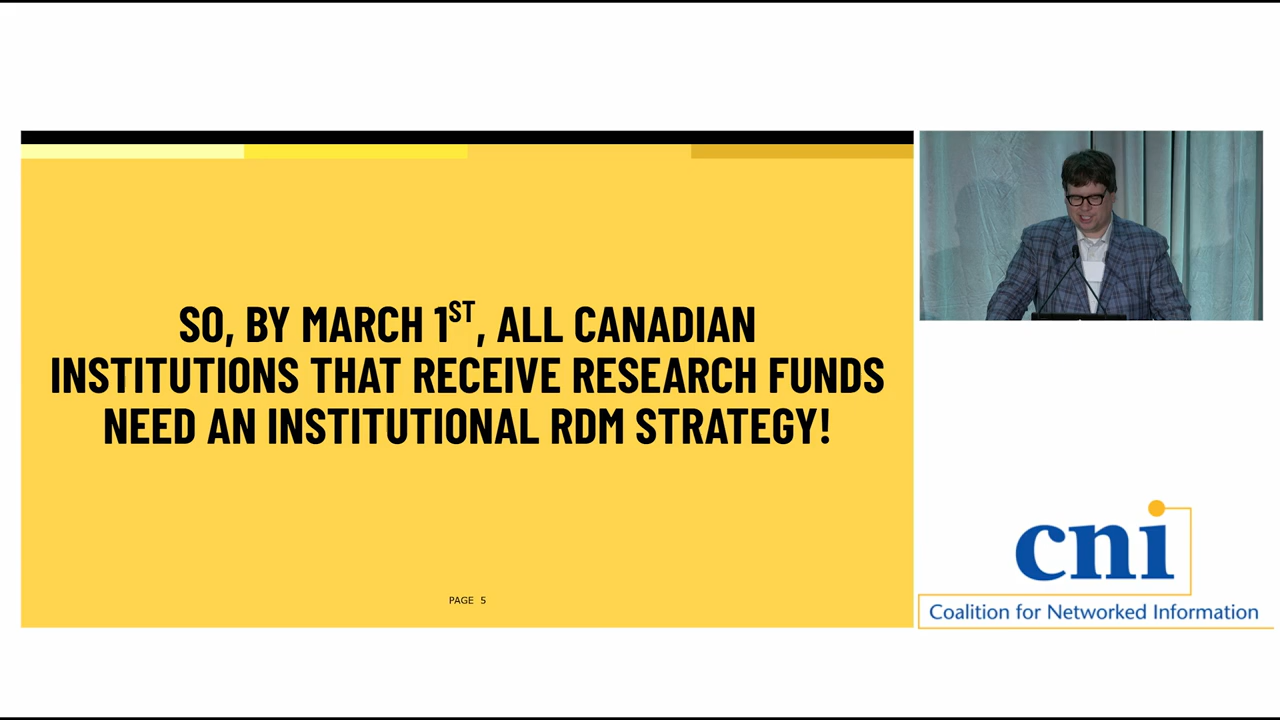 SO, BY MARCH 1ST, ALL CANADIAN
INSTITUTIONS THAT RECEIVE RESEARCH FUNDS
NEED AN INSTITUTIONAL RDM STRATEGY!
PAGE 5
cni
Coalition for Networked Information